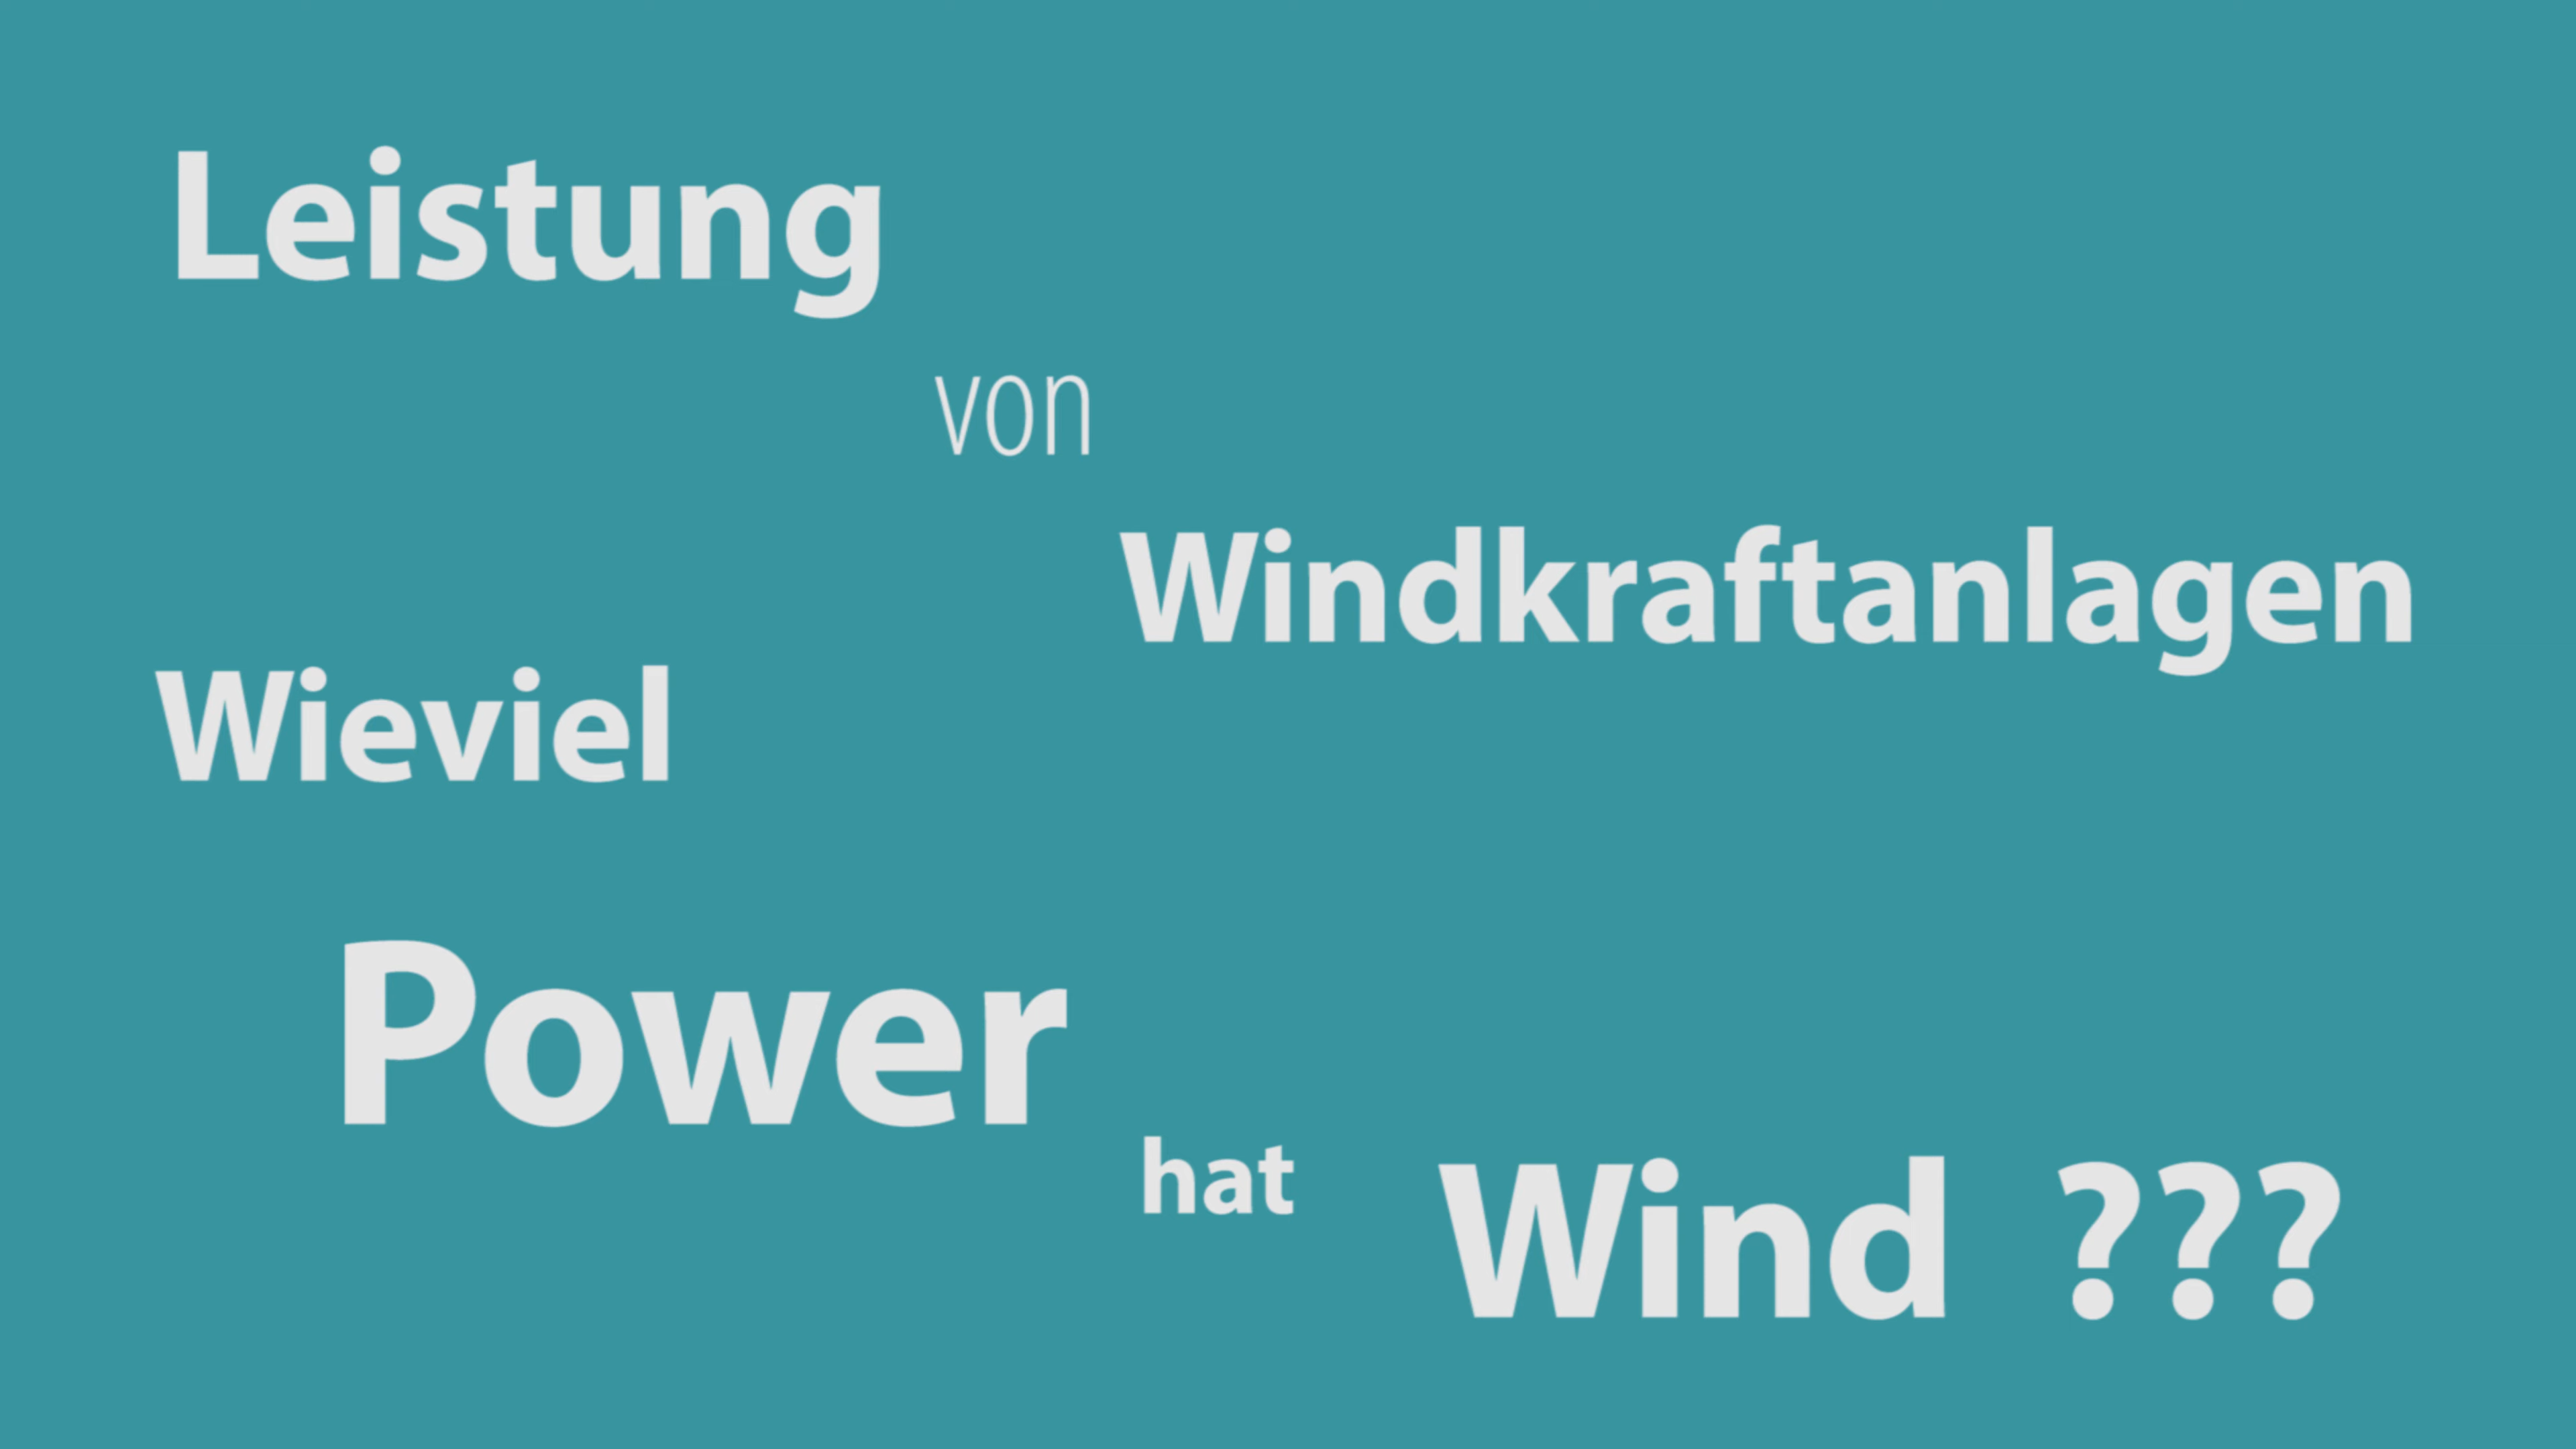 Leistung
von
Windkraftanlagen
Wieviel
Power
hat
Wind ???